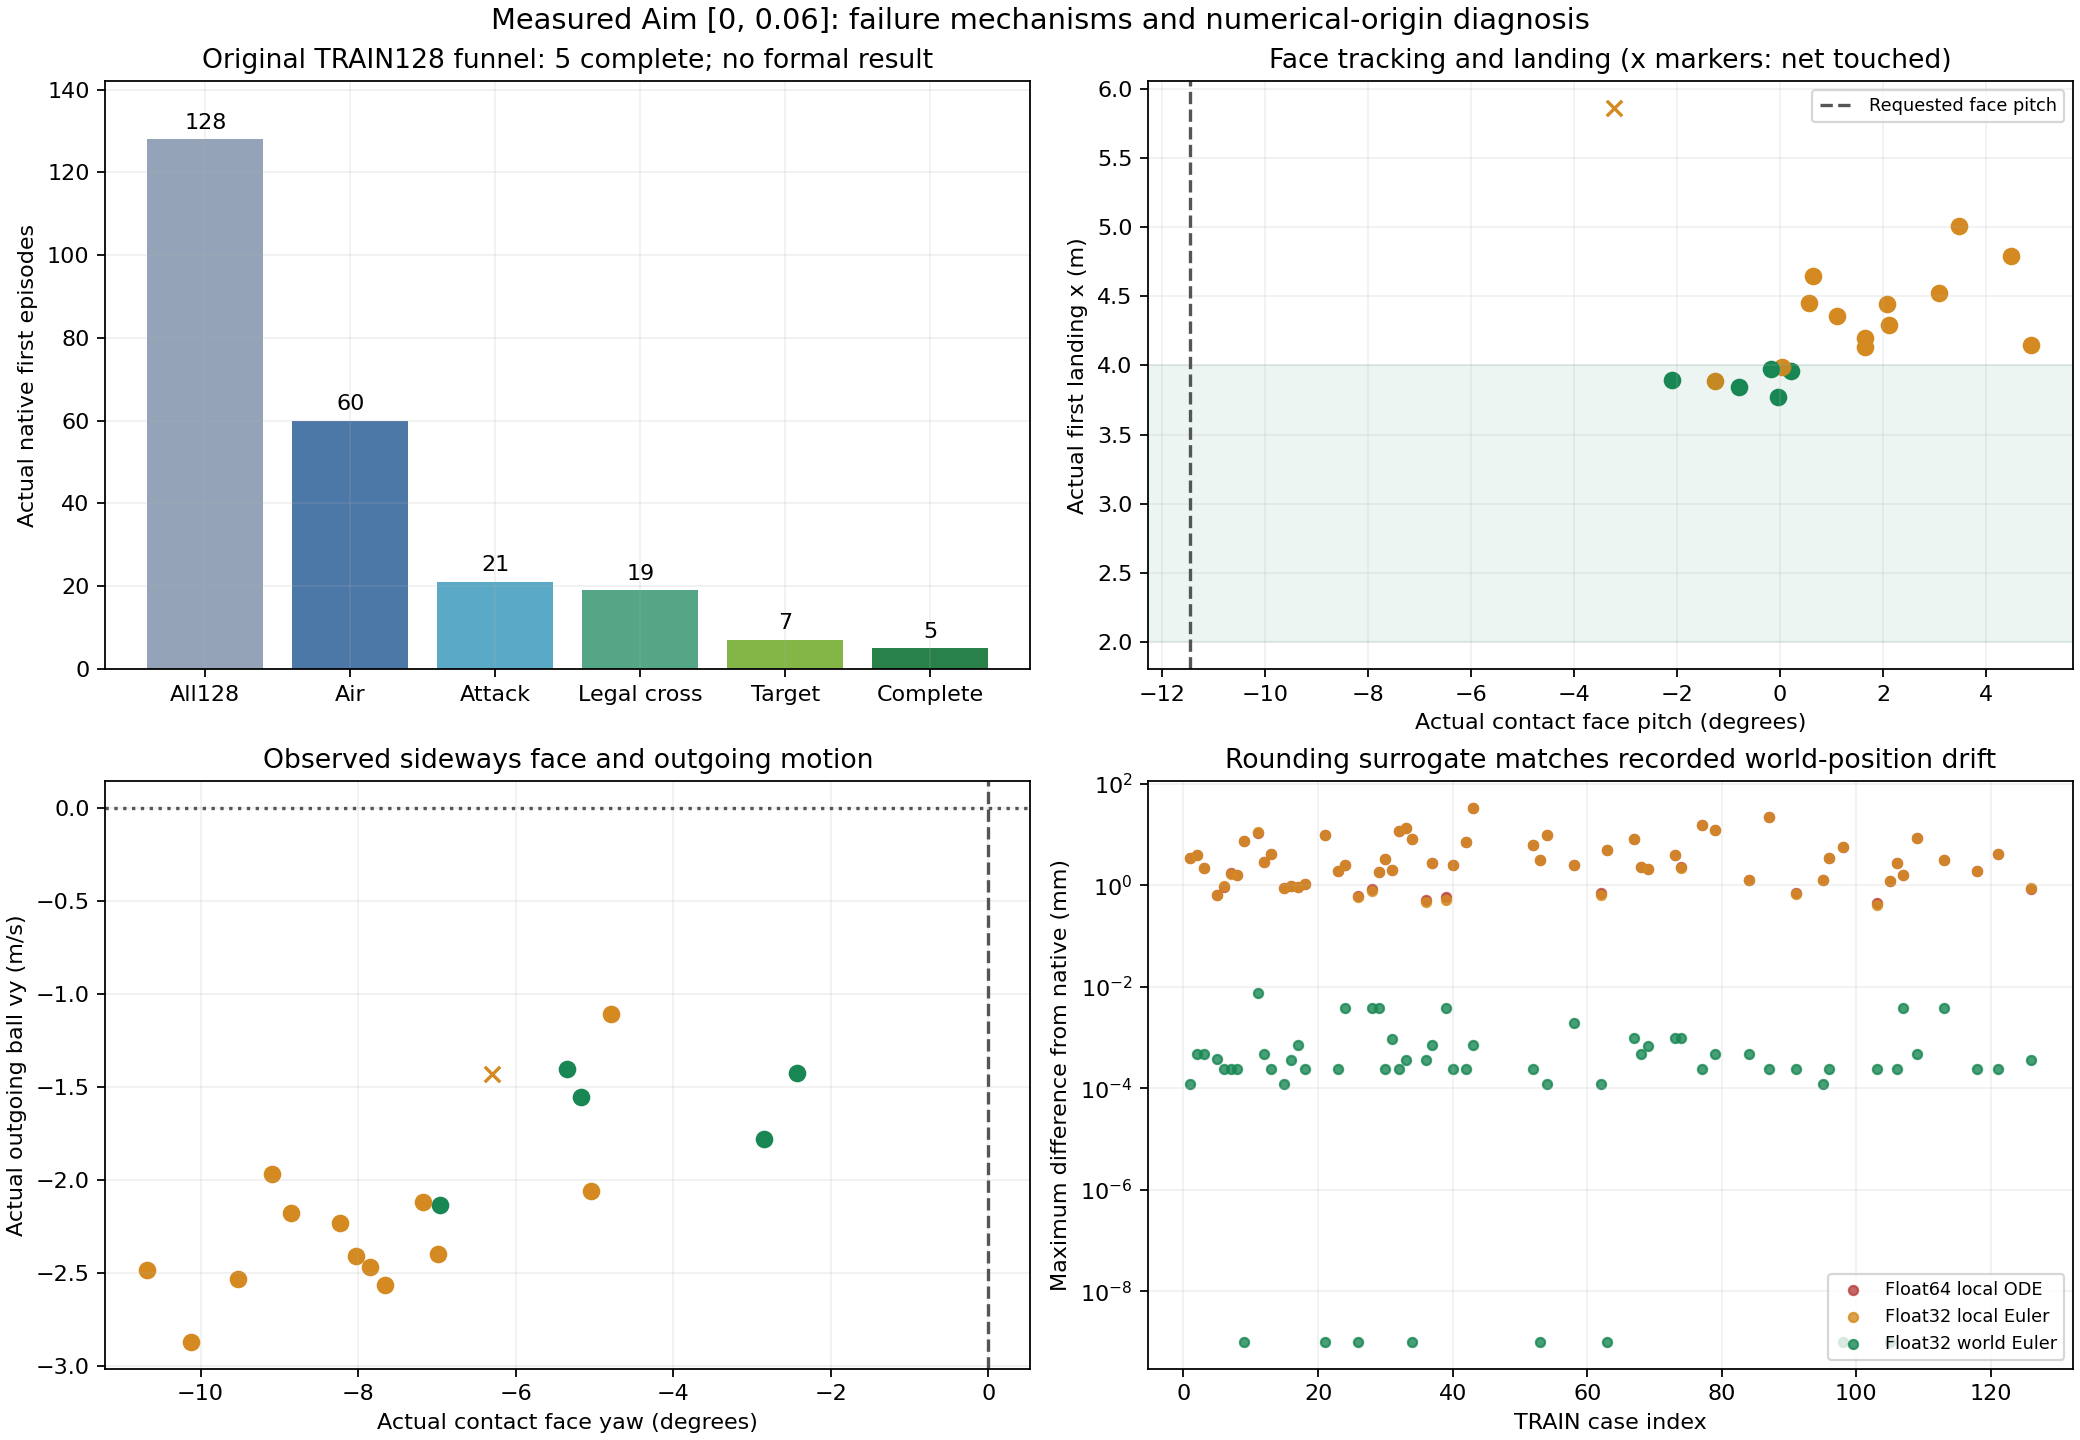 Measured Aim [0, 0.06]: failure mechanisms and numerical-origin diagnosis
Original TRAIN128 funnel: 5 complete; no formal result
Actual native first episodes
140
120
100
80
60
40
20
0
128
60
21
19
7
5
All128
Air
Attack
Legal cross
Target
Complete
Face tracking and landing (x markers: net touched)
Requested face pitch
Actual first landing x (m)
6.0
5.5
5.0
4.5
4.0
3.5
3.0
2.5
2.0
−12
−10
−8
−6
−4
−2
0
2
4
Actual contact face pitch (degrees)
Observed sideways face and outgoing motion
Actual outgoing ball vy (m/s)
0.0
−0.5
−1.0
−1.5
−2.0
−2.5
−3.0
−10
−8
−6
−4
−2
0
Actual contact face yaw (degrees)
Rounding surrogate matches recorded world-position drift
Maximum difference from native (mm)
10²
10⁰
10⁻²
10⁻⁴
10⁻⁶
10⁻⁸
Float64 local ODE
Float32 local Euler
Float32 world Euler
0
20
40
60
80
100
120
TRAIN case index